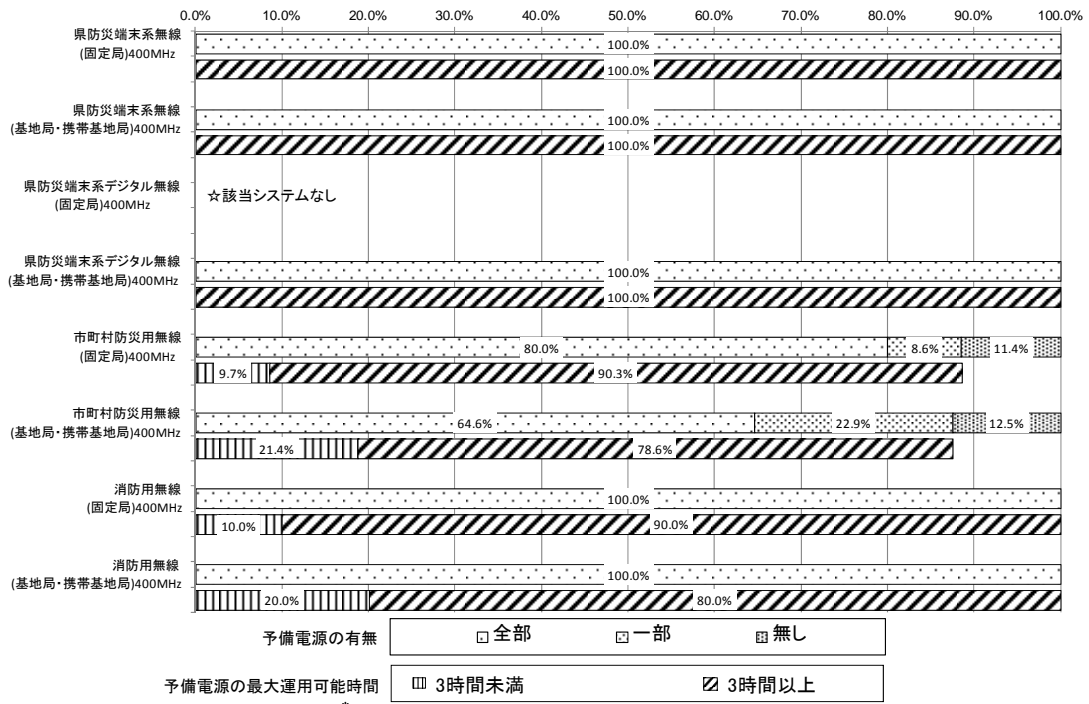 0.0% 10.0% 20.0% 30.0% 40.0% 50.0% 60.0% 70.0% 80.0% 90.0% 100.0%
県防災端末系無線
(固定局)400MHz
100.0%
100.0%
県防災端末系無線
(基地局・携帯基地局)400MHz
100.0%
100.0%
県防災端末系デジタル無線
(固定局)400MHz
☆該当システムなし
県防災端末系デジタル無線
(基地局・携帯基地局)400MHz
100.0%
100.0%
市町村防災用無線
(固定局)400MHz
80.0% 8.6% 11.4%
9.7% 90.3%
市町村防災用無線
(基地局・携帯基地局)400MHz
64.6% 22.9% 12.5%
21.4% 78.6%
消防用無線
(固定局)400MHz
100.0%
10.0% 90.0%
消防用無線
(基地局・携帯基地局)400MHz
100.0%
20.0% 80.0%
予備電源の有無 全部 一部 無し
予備電源の最大運用可能時間 3時間未満 3時間以上
*